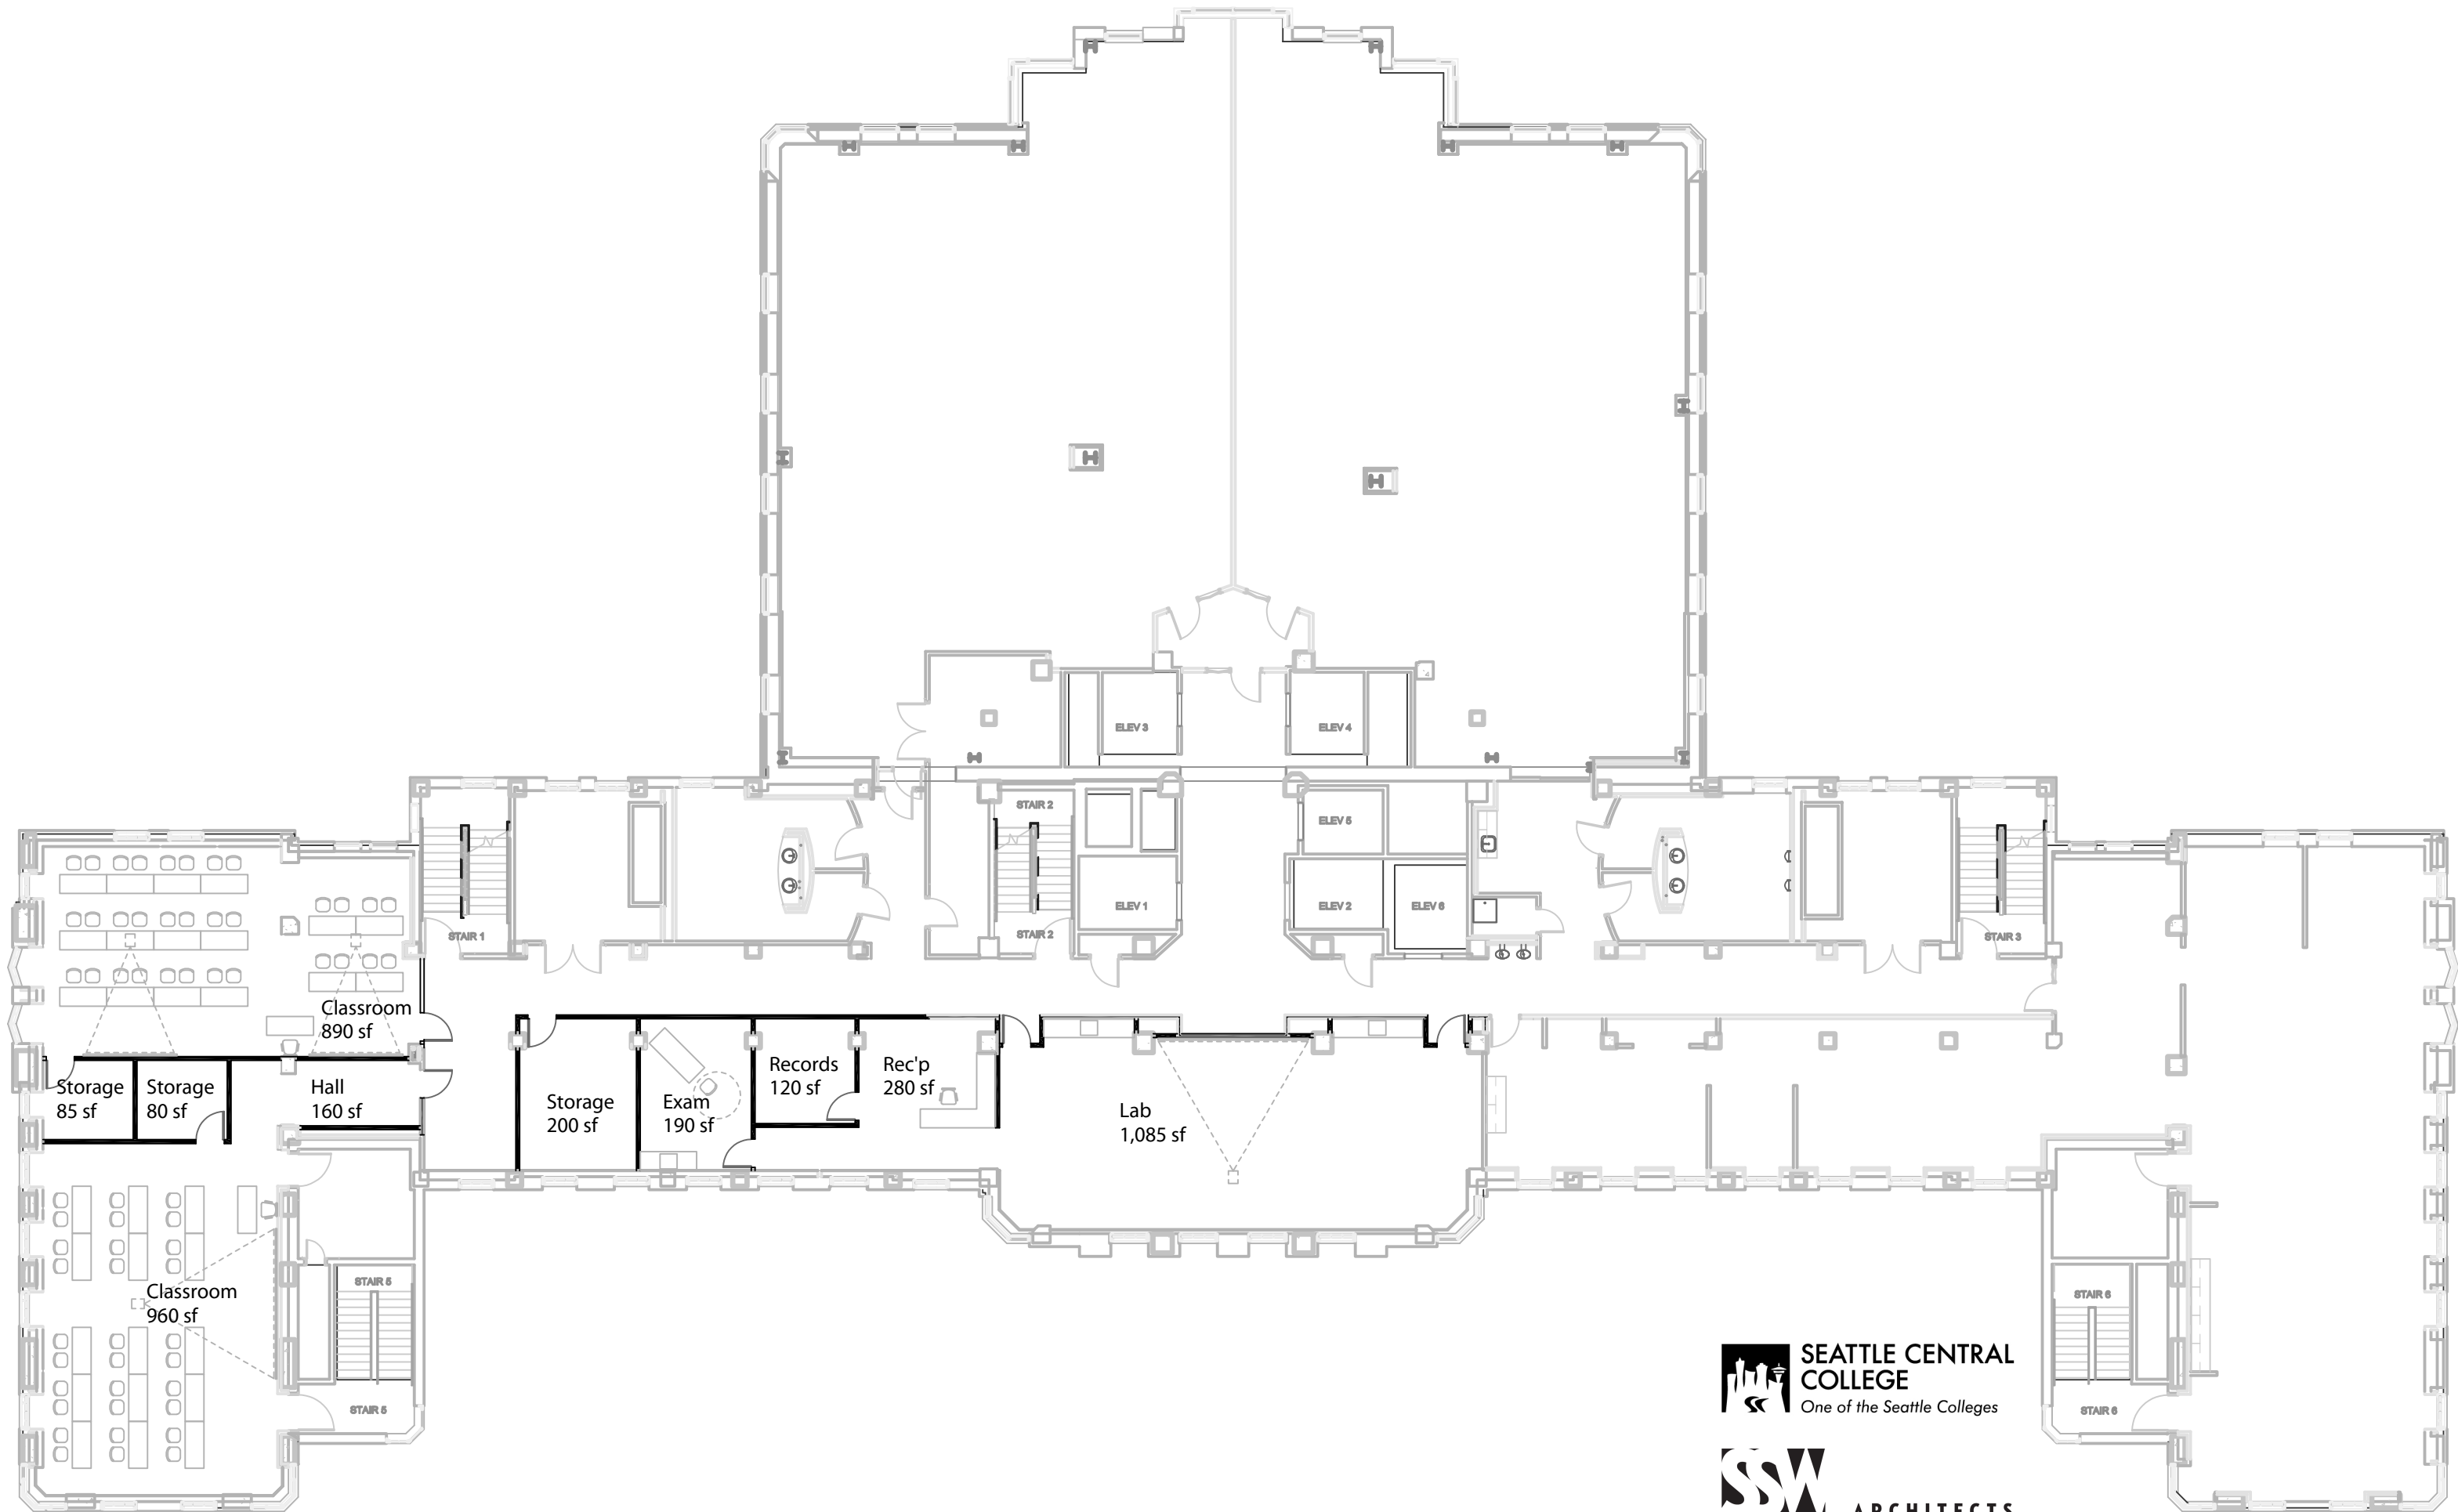 ELEV 3
ELEV 4
STAIR 2
ELEV 5
ELEV 1
ELEV 2
ELEV 6
STAIR 1
STAIR 2
STAIR 3
Classroom
890 sf
Storage
85 sf
Storage
80 sf
Hall
160 sf
Storage
200 sf
Exam
190 sf
Records
120 sf
Rec'p
280 sf
Lab
1,085 sf
Classroom
960 sf
STAIR 5
STAIR 5
STAIR 6
STAIR 6
SEATTLE CENTRAL
COLLEGE
One of the Seattle Colleges
SSW
ARCHITECTS